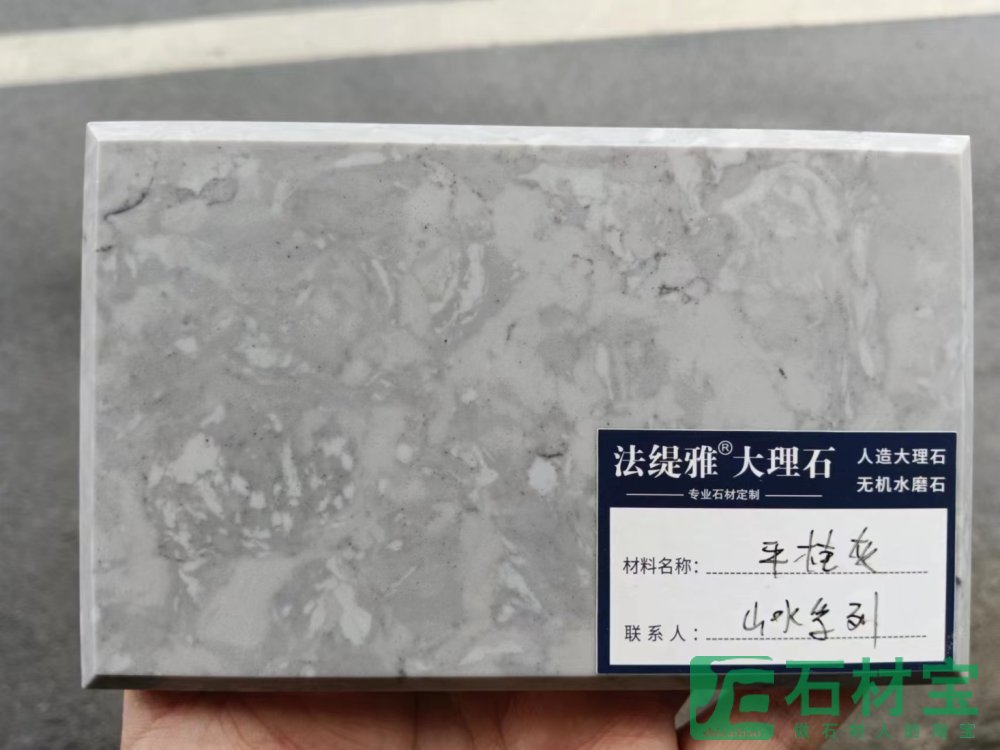 法缇雅®大理石
专业石材定制
人造大理石
无机水磨石
材料名称：
联系人：山水系列
石材宝